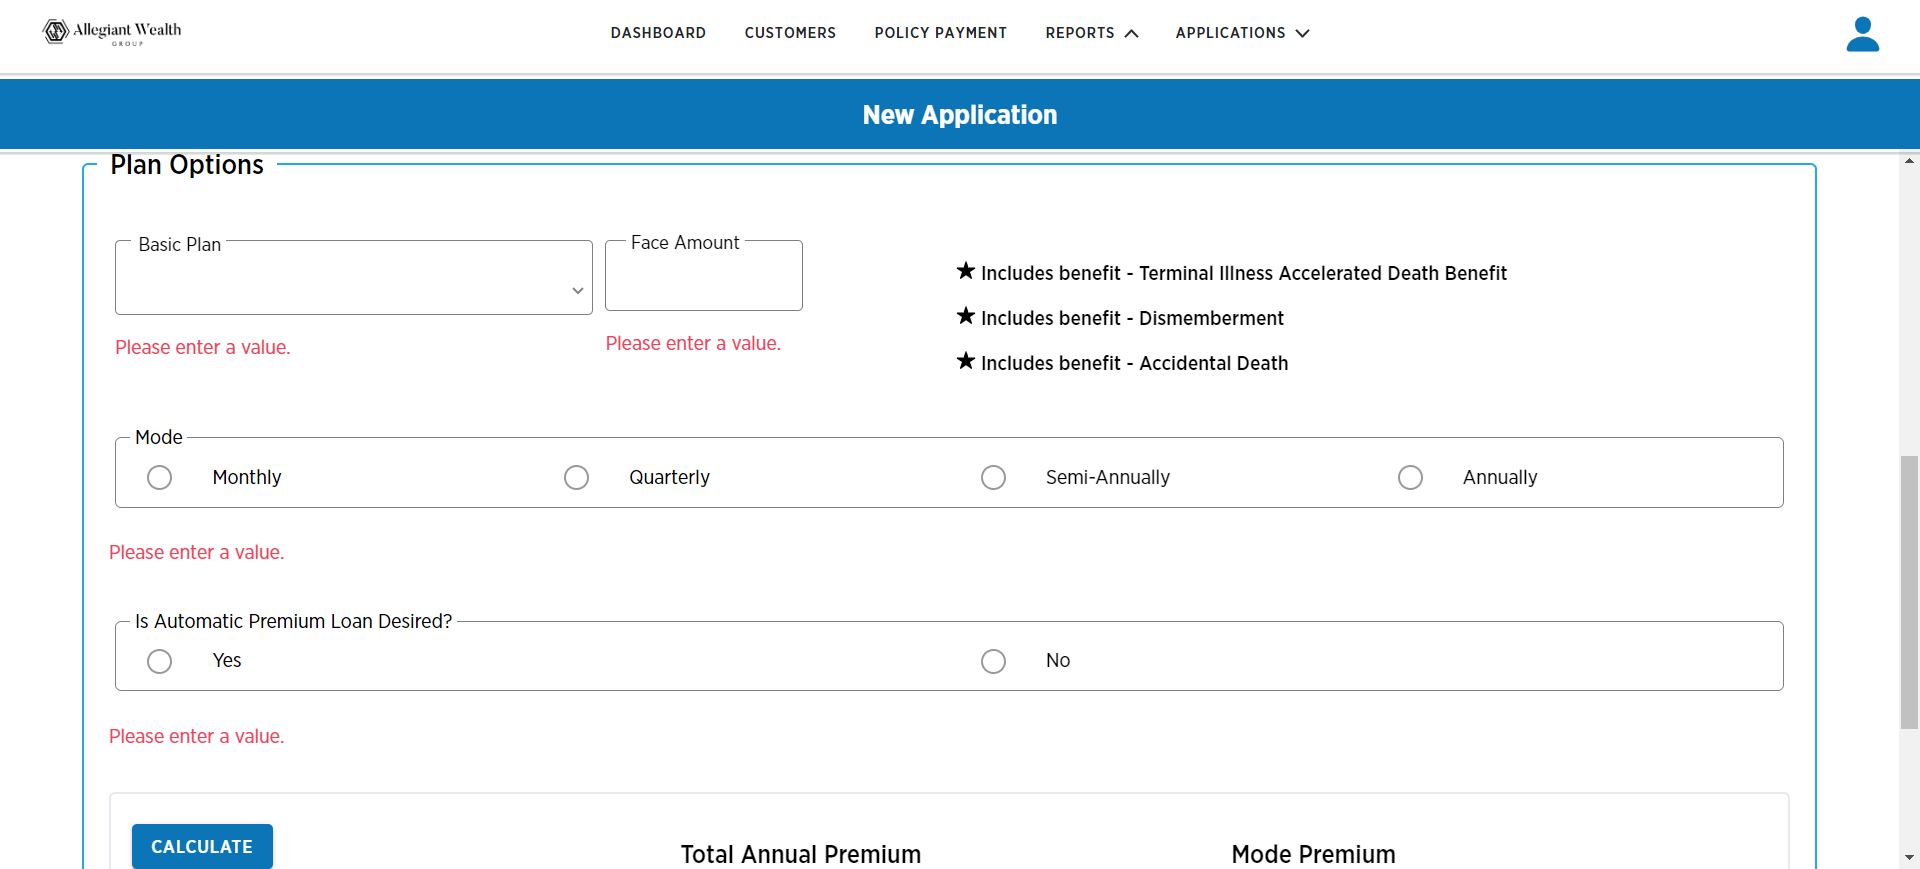 Allegiant Wealth
GROUP
DASHBOARD
CUSTOMERS
POLICY PAYMENT
REPORTS
APPLICATIONS
New Application
Plan Options
Basic Plan
Face Amount
Please enter a value.
Please enter a value.
★ Includes benefit - Terminal Illness Accelerated Death Benefit
★ Includes benefit - Dismemberment
★ Includes benefit - Accidental Death
Mode
Monthly
Quarterly
Semi-Annually
Annually
Please enter a value.
Is Automatic Premium Loan Desired?
Yes
No
Please enter a value.
CALCULATE
Total Annual Premium
Mode Premium